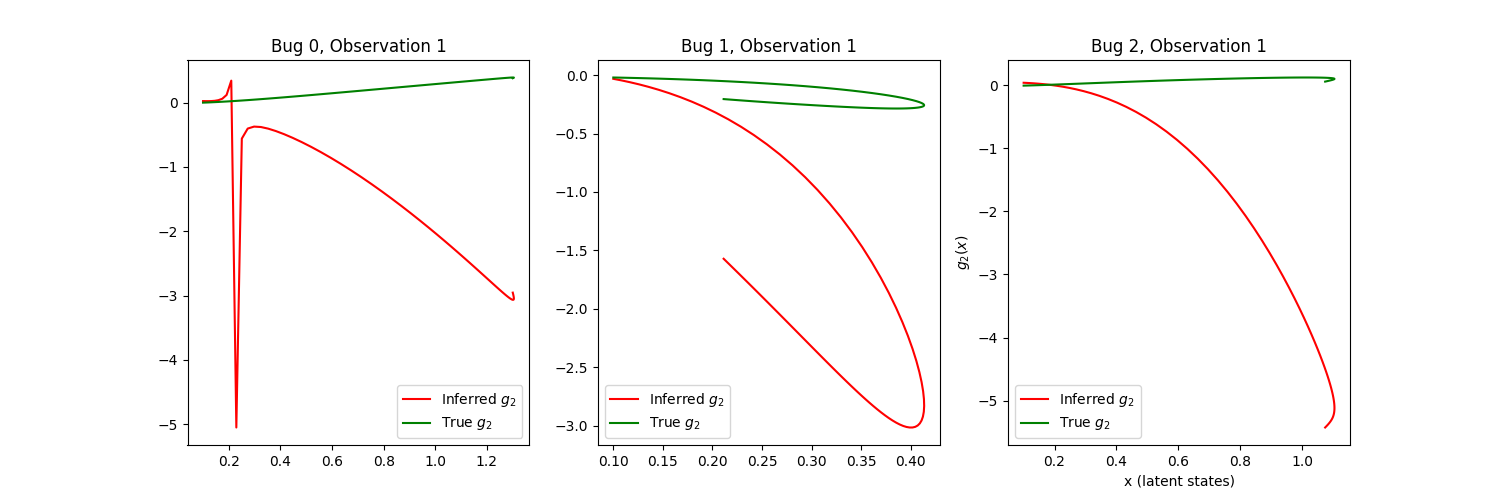 Bug 0, Observation 1
0
−1
−2
−3
−4
−5
0.2 0.4 0.6 0.8 1.0 1.2
Inferred g₂
True g₂
Bug 1, Observation 1
0.0
−0.5
−1.0
−1.5
−2.0
−2.5
−3.0
0.10 0.15 0.20 0.25 0.30 0.35 0.40
Inferred g₂
True g₂
Bug 2, Observation 1
g₂(x)
0
−1
−2
−3
−4
−5
0.2 0.4 0.6 0.8 1.0
x (latent states)
Inferred g₂
True g₂